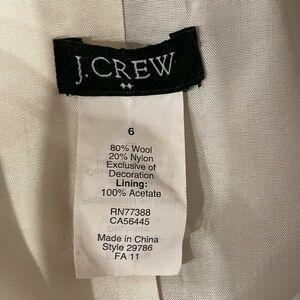 J.CREW
6
80% Wool
20% Nylon
Exclusive of
Decoration
Lining:
100% Acetate
RN77388
CA56445
Made in China
Style 29786
FA 11